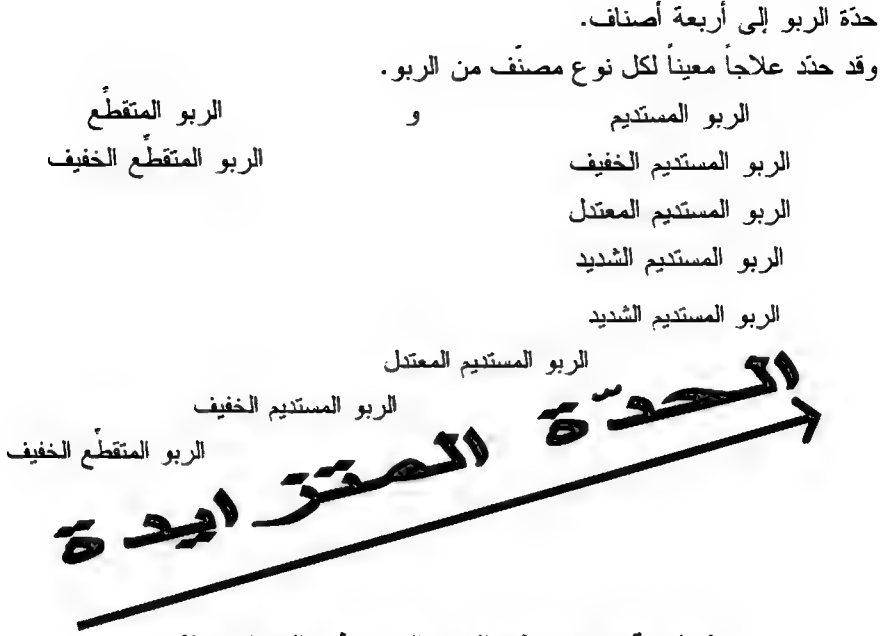 حدّة الربو إلى أربعة أصناف.
وقد حدّد علاجاً معيناً لكل نوع مصنّف من الربو.
الربو المستديم و الربو المتقطّع
الربو المستديم الخفيف الربو المتقطّع الخفيف
الربو المستديم المعتدل
الربو المستديم الشديد
الربو المستديم الشديد
الربو المستديم المعتدل
الربو المستديم الخفيف
الربو المتقطّع الخفيف
الحدّة المتزايدة